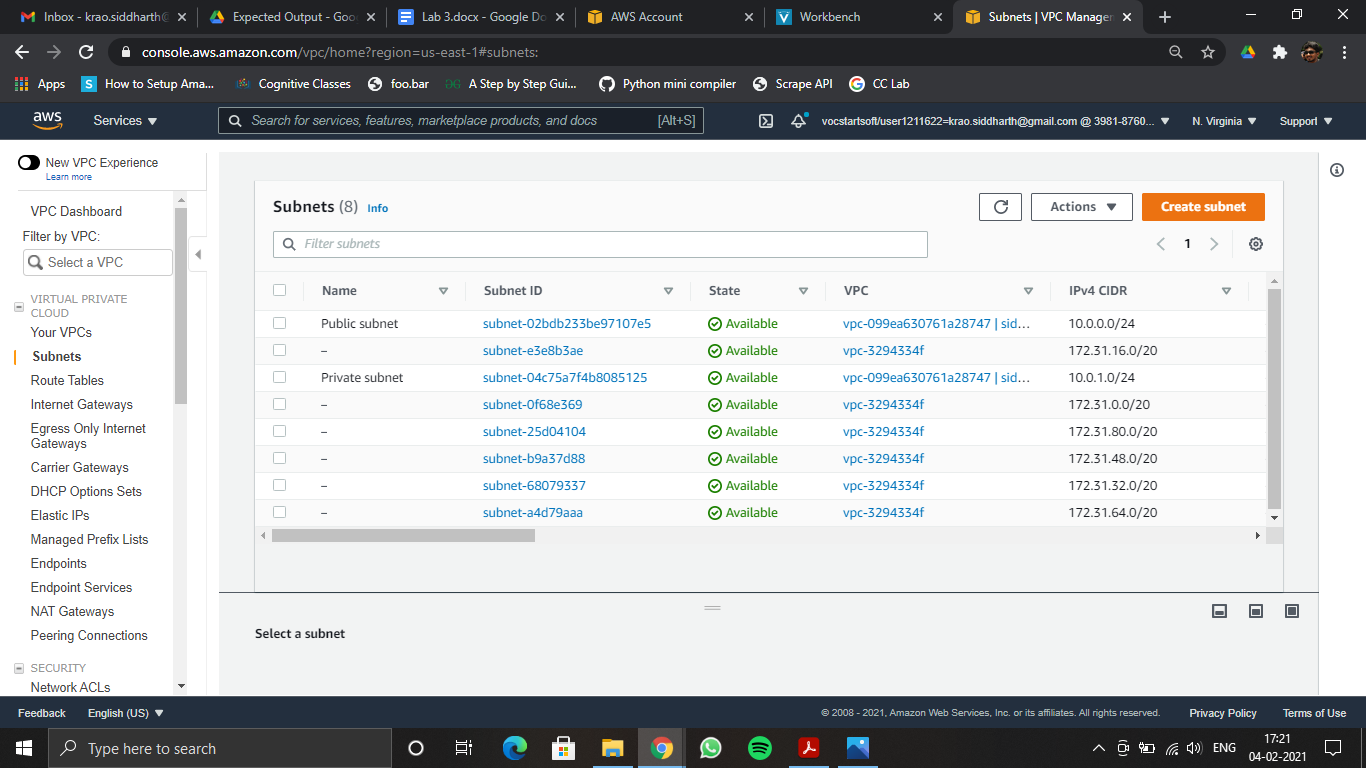 Inbox - krao.siddharth@
Expected Output - Goo
Lab 3.docx - Google Do
AWS Account
Workbench
Subnets | VPC Manager
console.aws.amazon.com/vpc/home?region=us-east-1#subnets:
Apps
How to Setup Ama...
Cognitive Classes
foo.bar
A Step by Step Gui...
Python mini compiler
Scrape API
CC Lab
aws
Services
Search for services, features, marketplace products, and docs
[Alt+S]
vocstartsoft/user1211622=krao.siddharth@gmail.com @ 3981-8760...
N. Virginia
Support
New VPC Experience
Learn more
VPC Dashboard
Filter by VPC:
Select a VPC
VIRTUAL PRIVATE
CLOUD
Your VPCs
Subnets
Route Tables
Internet Gateways
Egress Only Internet
Gateways
Carrier Gateways
DHCP Options Sets
Elastic IPs
Managed Prefix Lists
Endpoints
Endpoint Services
NAT Gateways
Peering Connections
SECURITY
Network ACLs
Subnets (8) Info
Actions
Create subnet
Filter subnets
1
Name Subnet ID State VPC IPv4 CIDR
Public subnet subnet-02bdb233be97107e5 Available vpc-099ea630761a28747 | sid... 10.0.0.0/24
– subnet-e3e8b3ae Available vpc-3294334f 172.31.16.0/20
Private subnet subnet-04c75a7f4b8085125 Available vpc-099ea630761a28747 | sid... 10.0.1.0/24
– subnet-0f68e369 Available vpc-3294334f 172.31.0.0/20
– subnet-25d04104 Available vpc-3294334f 172.31.80.0/20
– subnet-b9a37d88 Available vpc-3294334f 172.31.48.0/20
– subnet-68079337 Available vpc-3294334f 172.31.32.0/20
– subnet-a4d79aaa Available vpc-3294334f 172.31.64.0/20
Select a subnet
Feedback
English (US)
© 2008 - 2021, Amazon Web Services, Inc. or its affiliates. All rights reserved.
Privacy Policy
Terms of Use
Type here to search
ENG
17:21
04-02-2021